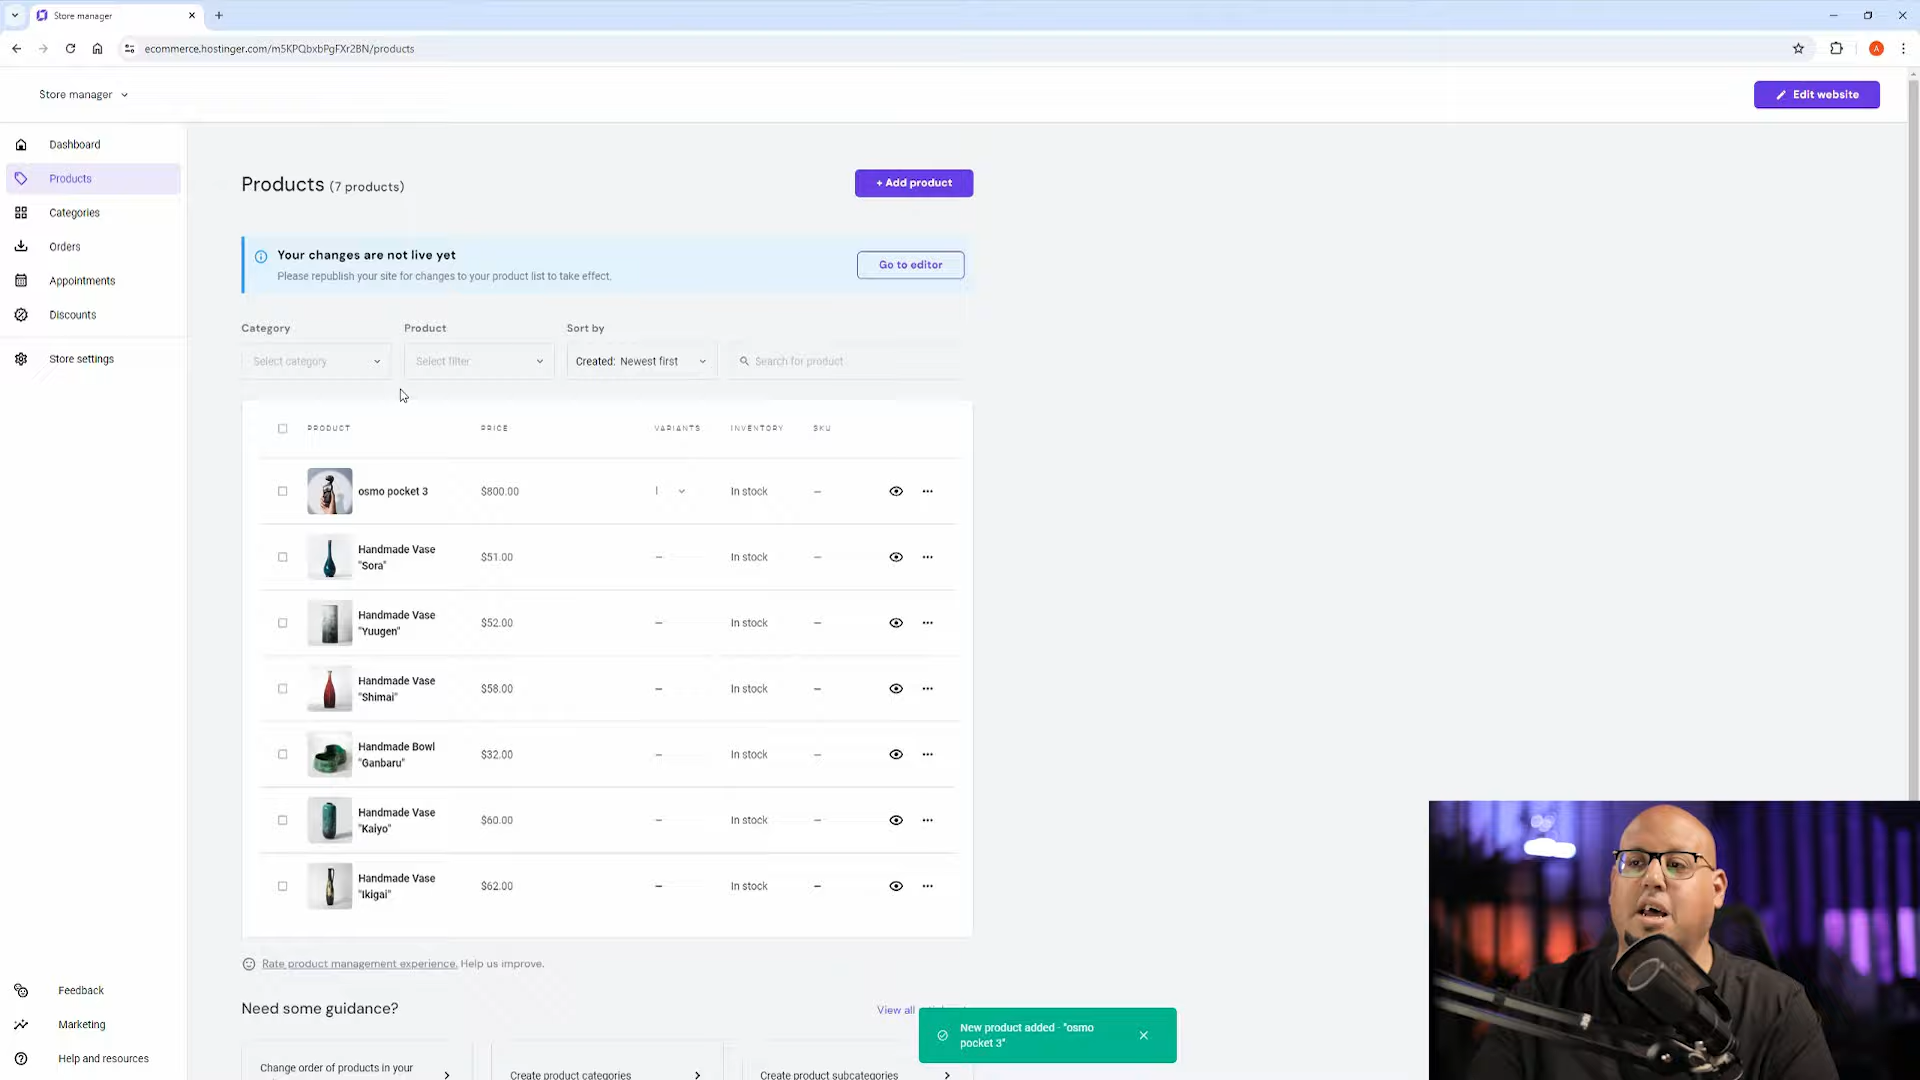 Store manager
ecommerce.hostinger.com/m5KPQbxbPgFXr2BN/products
A
Store manager
Edit website
Dashboard
Products
Categories
Orders
Appointments
Discounts
Store settings
Products (7 products)
+ Add product
Your changes are not live yet
Please republish your site for changes to your product list to take effect.
Go to editor
Category
Product
Sort by
Select category
Select filter
Created: Newest first
Search for product
PRODUCT PRICE VARIANTS INVENTORY SKU
osmo pocket 3 $800.00 1 In stock –
Handmade Vase
"Sora"
$51.00 – In stock –
Handmade Vase
"Yuugen"
$52.00 – In stock –
Handmade Vase
"Shimai"
$58.00 – In stock –
Handmade Bowl
"Ganbaru"
$32.00 – In stock –
Handmade Vase
"Kaiyo"
$60.00 – In stock –
Handmade Vase
"Ikigai"
$62.00 – In stock –
Rate product management experience. Help us improve.
Need some guidance?
View all
Change order of products in your
Create product categories
Create product subcategories
New product added - "osmo
pocket 3"
Feedback
Marketing
Help and resources